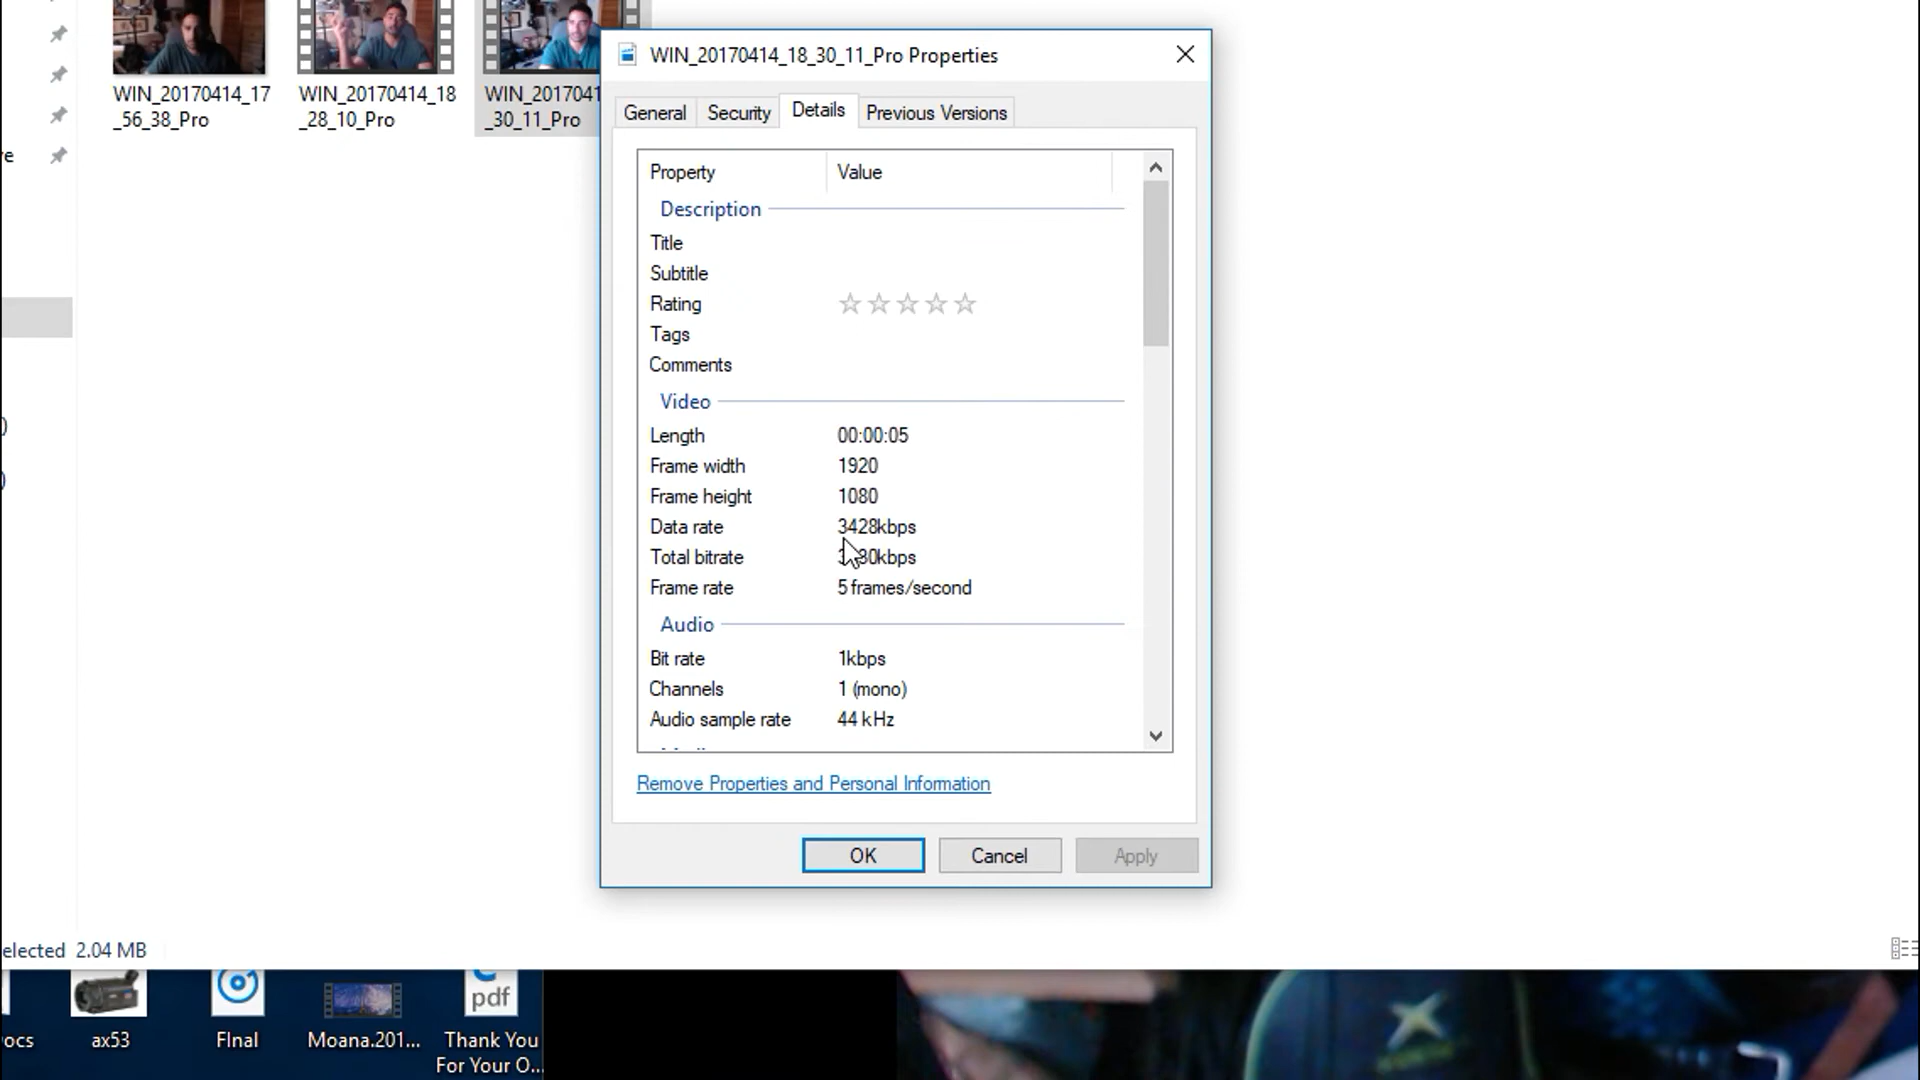 WIN_20170414_17
_56_38_Pro
WIN_20170414_18
_28_10_Pro
WIN_2017041
_30_11_Pro
WIN_20170414_18_30_11_Pro Properties
General
Security
Details
Previous Versions
Property
Value
Description
Title
Subtitle
Rating
Tags
Comments
Video
Length
00:00:05
Frame width
1920
Frame height
1080
Data rate
3428kbps
Total bitrate
Frame rate
5 frames/second
Audio
Bit rate
1kbps
Channels
1 (mono)
Audio sample rate
44 kHz
Remove Properties and Personal Information
OK
Cancel
Apply
elected 2.04 MB
ocs
ax53
FInal
Moana.201...
pdf
Thank You
For Your O...